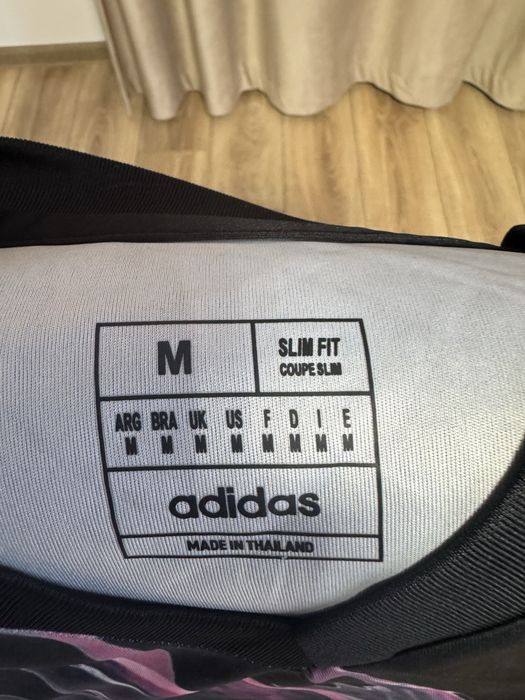 M
SLIM FIT
COUPE SLIM
ARG BRA UK US F D I E
M M M M M M M M
adidas
MADE IN THAILAND